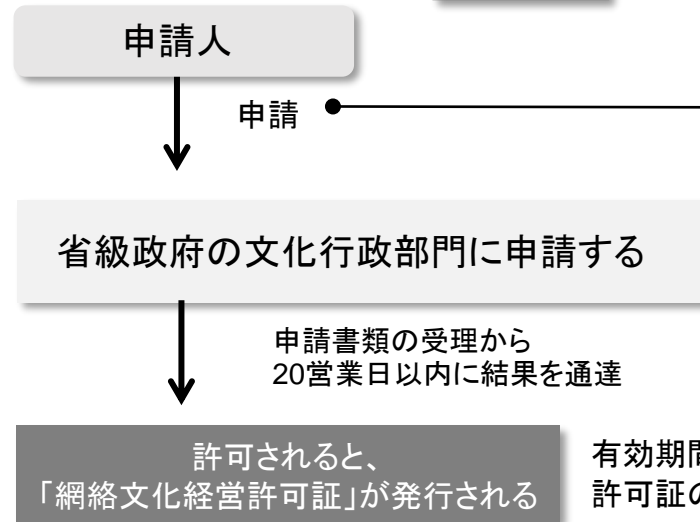 申請人
申請
省級政府の文化行政部門に申請する
申請書類の受理から
20営業日以内に結果を通達
許可されると、
「網絡文化経営許可証」が発行される
有効期間
許可証の